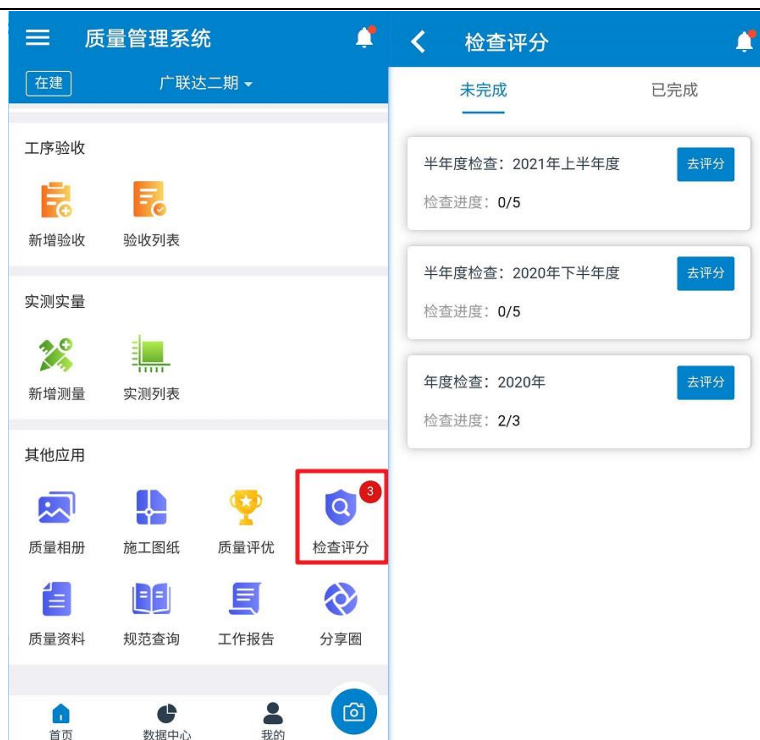 质量管理系统
在建
广联达二期
工序验收
新增验收
验收列表
实测实量
新增测量
实测列表
其他应用
3
质量相册
施工图纸
质量评优
检查评分
质量资料
规范查询
工作报告
分享圈
首页
数据中心
我的
检查评分
未完成
已完成
半年度检查：2021年上半年度
去评分
检查进度：0/5
半年度检查：2020年下半年度
去评分
检查进度：0/5
年度检查：2020年
去评分
检查进度：2/3